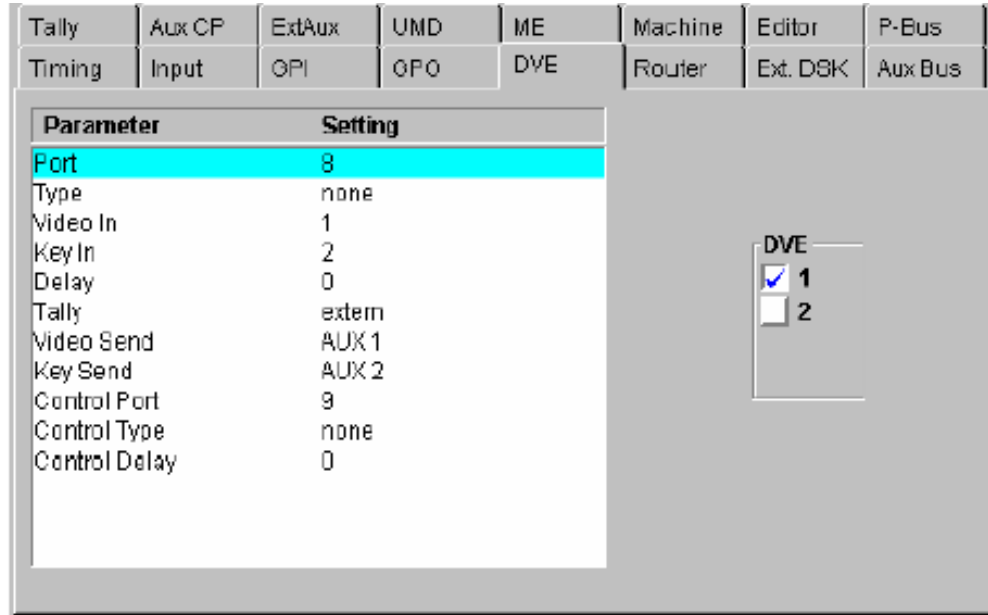 Tally Aux CP ExtAux UMD ME Machine Editor P-Bus
Timing Input GPI GPO DVE Router Ext. DSK Aux Bus
Parameter Setting
Port 8
Type none
Video In 1
Key In 2
Delay 0
Tally extern
Video Send AUX 1
Key Send AUX 2
Control Port 9
Control Type none
Control Delay 0
DVE
1
2